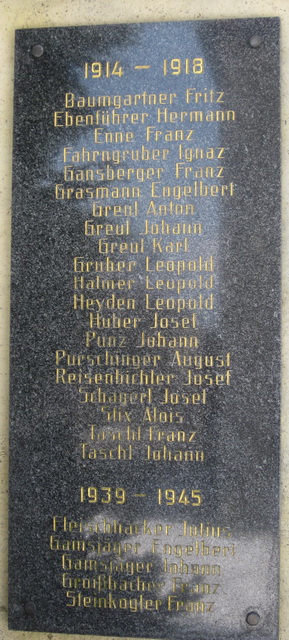 1914 – 1918
Baumgartner Fritz
Ebenführer Hermann
Enne Franz
Fahrngruber Ignaz
Gansberger Franz
Grasmann Engelbert
Greul Anton
Greul Johann
Greul Karl
Gruber Leopold
Halmer Leopold
Heyden Leopold
Huber Josef
Punz Johann
Purschinger August
Reisenbichler Josef
Schagerl Josef
Stix Alois
Taschl Franz
Taschl Johann
1939 – 1945
Fleischhacker Julius
Gamsjäger Engelbert
Gamsjäger Johann
Großbacher Franz
Steinkogler Franz